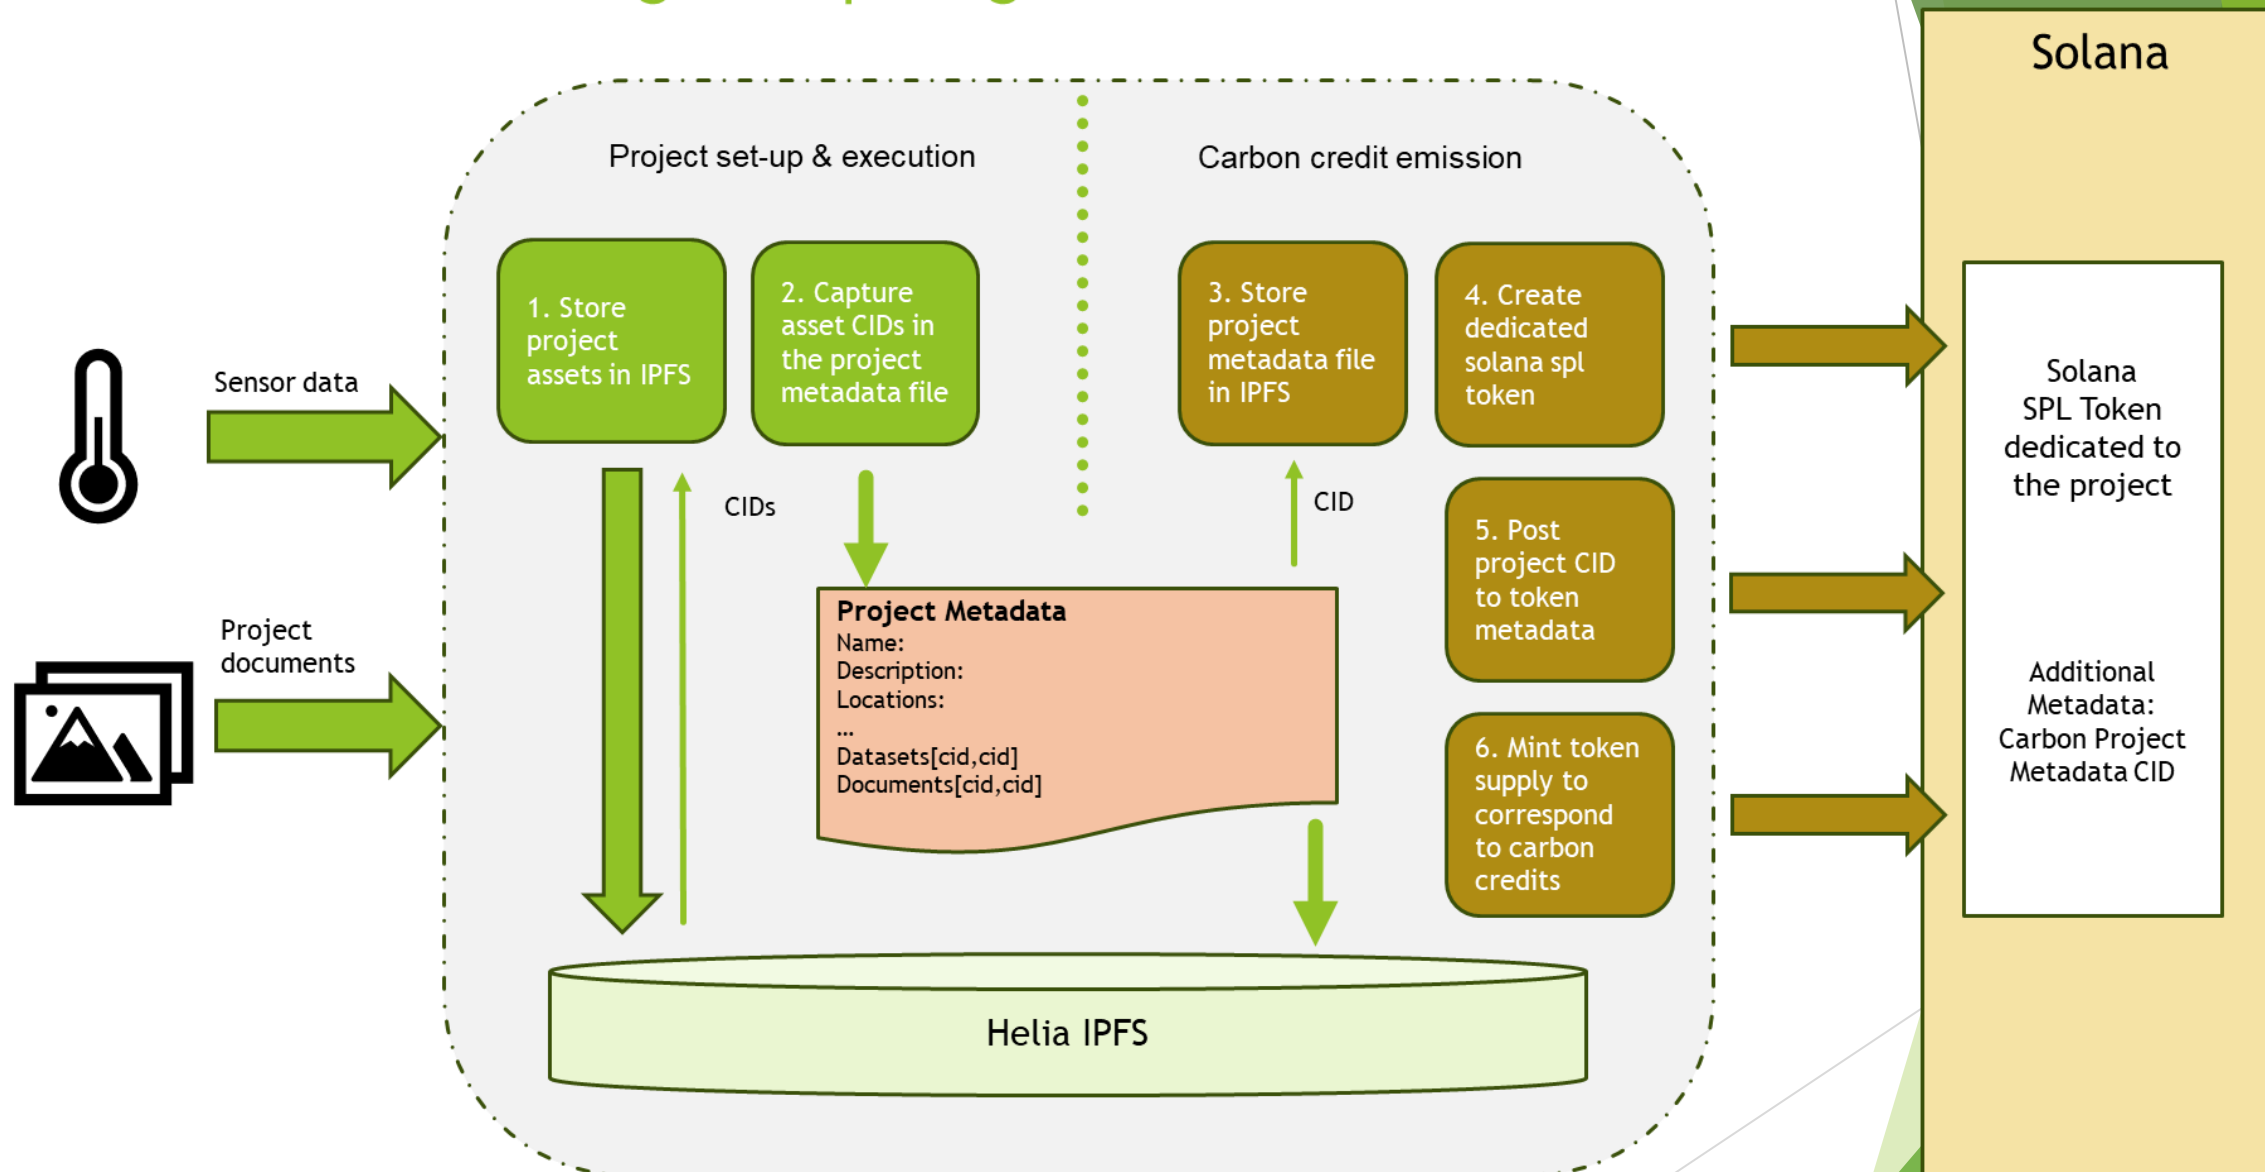 Solana
Project set-up & execution
Carbon credit emission
1. Store
project
assets in IPFS
2. Capture
asset CIDs in
the project
metadata file
3. Store
project
metadata file
in IPFS
4. Create
dedicated
solana spl
token
Sensor data
CIDs
CID
Solana
SPL Token
dedicated to
the project
5. Post
project CID
to token
metadata
Project
documents
Project Metadata
Name:
Description:
Locations:
...
Datasets[cid,cid]
Documents[cid,cid]
Additional
Metadata:
Carbon Project
Metadata CID
6. Mint token
supply to
correspond
to carbon
credits
Helia IPFS